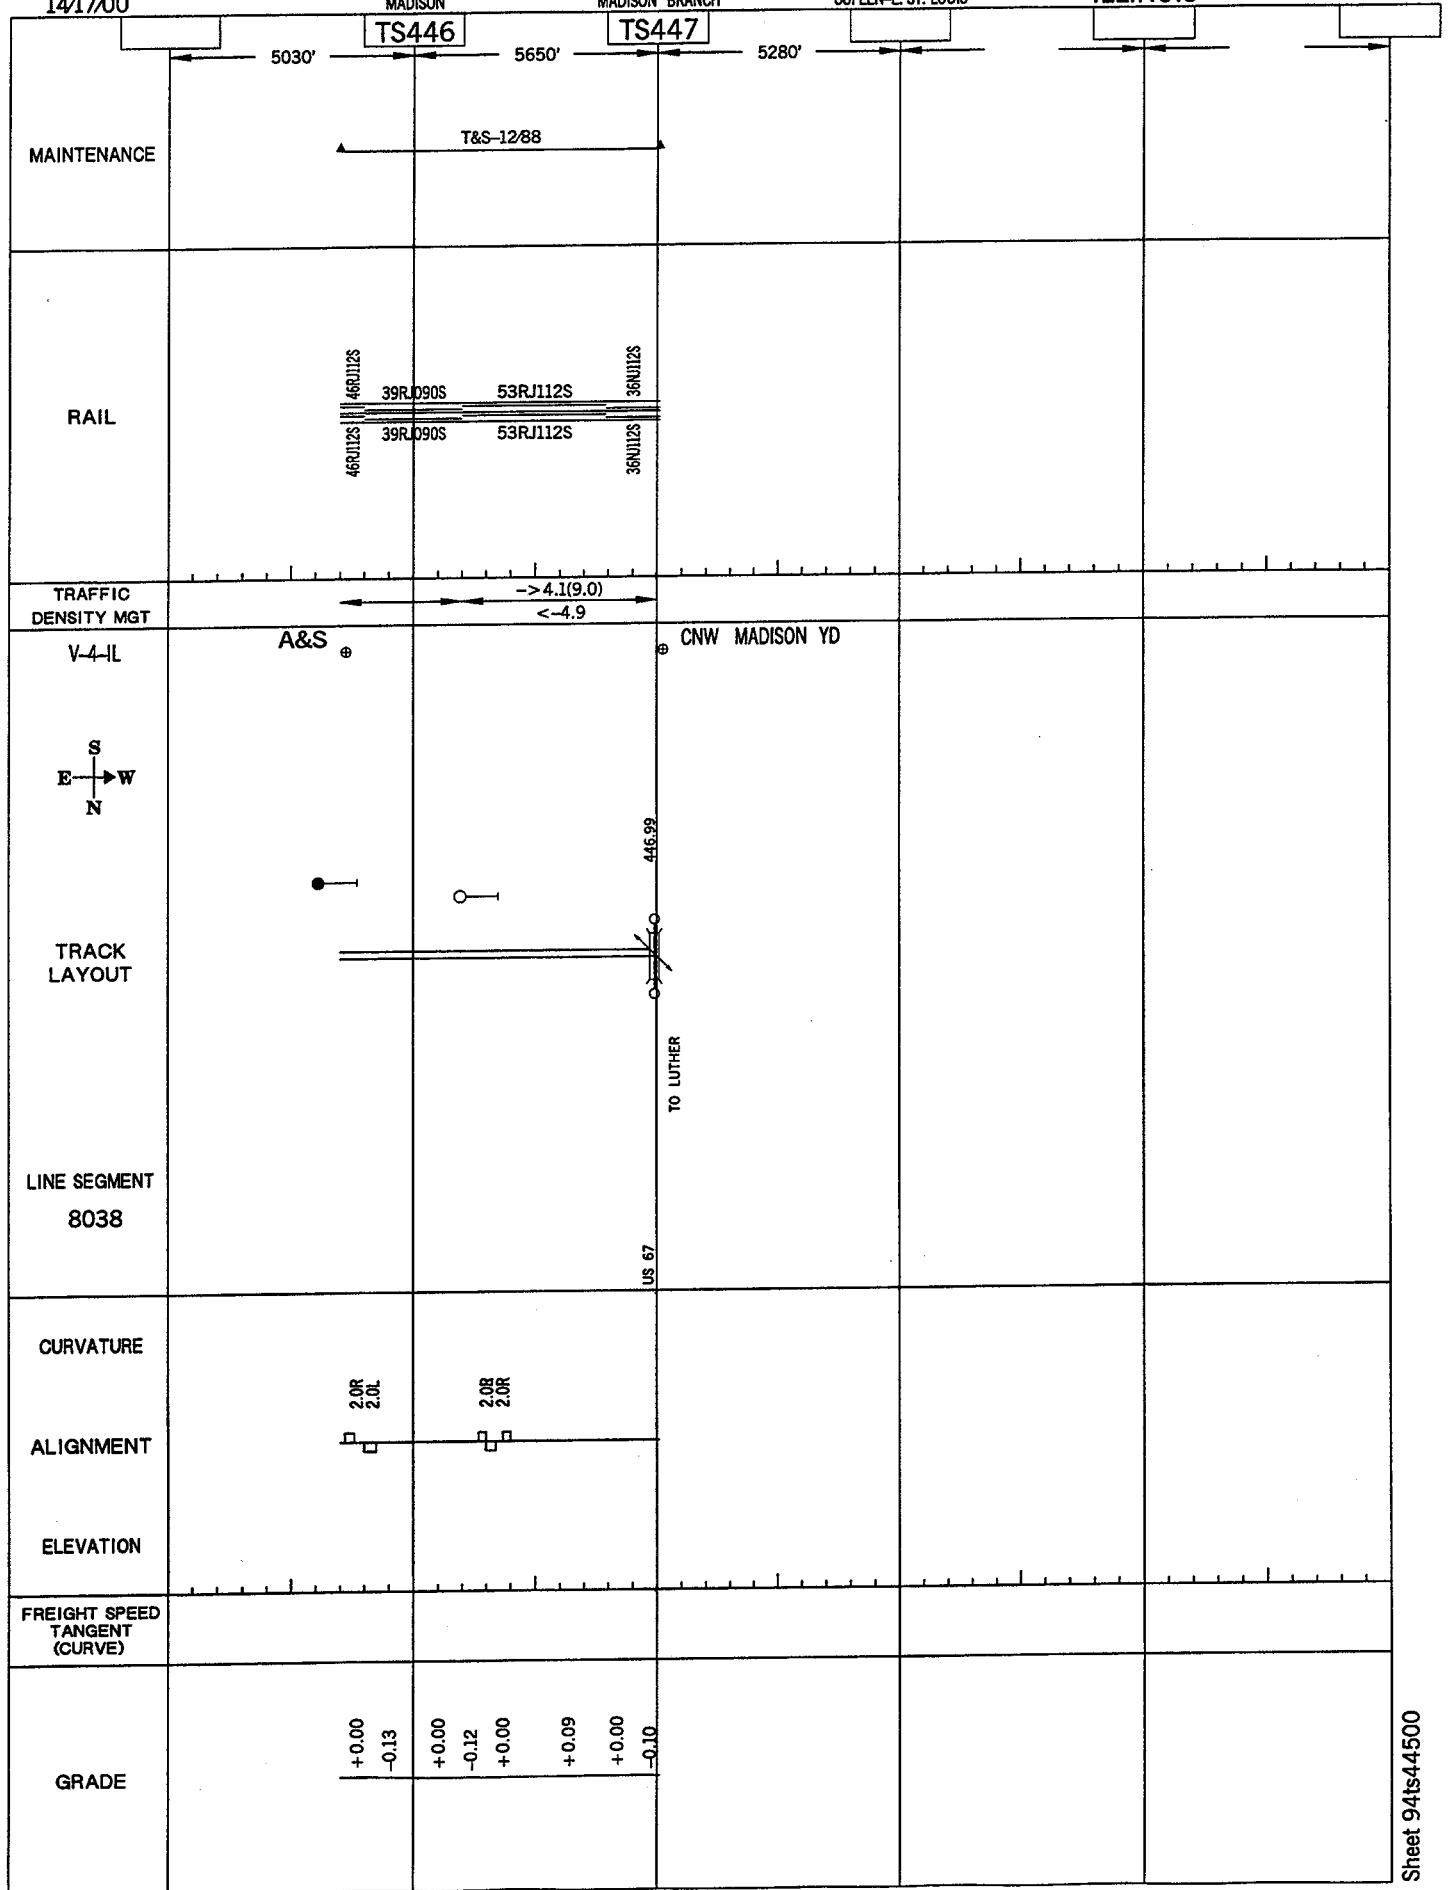 14/17/00
MADISON
MADISON BRANCH
TS446
TS447
5030'
5650'
5280'
MAINTENANCE
T&S-12/88
RAIL
46RJ112S
39RJ090S
53RJ112S
36NJ112S
46RJ112S
39RJ090S
53RJ112S
36NJ112S
TRAFFIC
DENSITY MGT
->4.1(9.0)
<-4.9
V-4-IL
A&S
CNW MADISON YD
S
E
W
N
446.99
TRACK
LAYOUT
TO LUTHER
LINE SEGMENT
8038
US 67
CURVATURE
2.0R
2.0L
2.0R
ALIGNMENT
ELEVATION
FREIGHT SPEED
TANGENT
(CURVE)
GRADE
+0.00
-0.13
+0.00
-0.12
+0.00
+0.09
+0.00
-0.10
Sheet 94ts44500